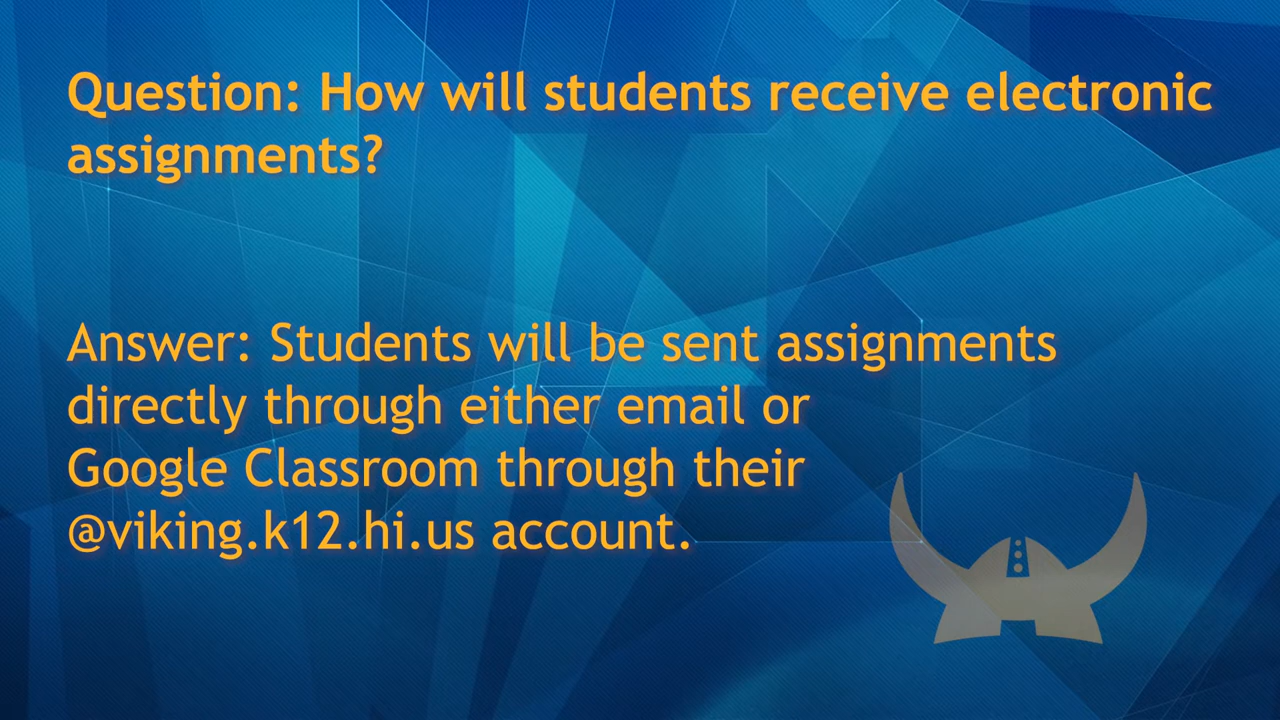 Question: How will students receive electronic
assignments?
Answer: Students will be sent assignments
directly through either email or
Google Classroom through their
@viking.k12.hi.us account.